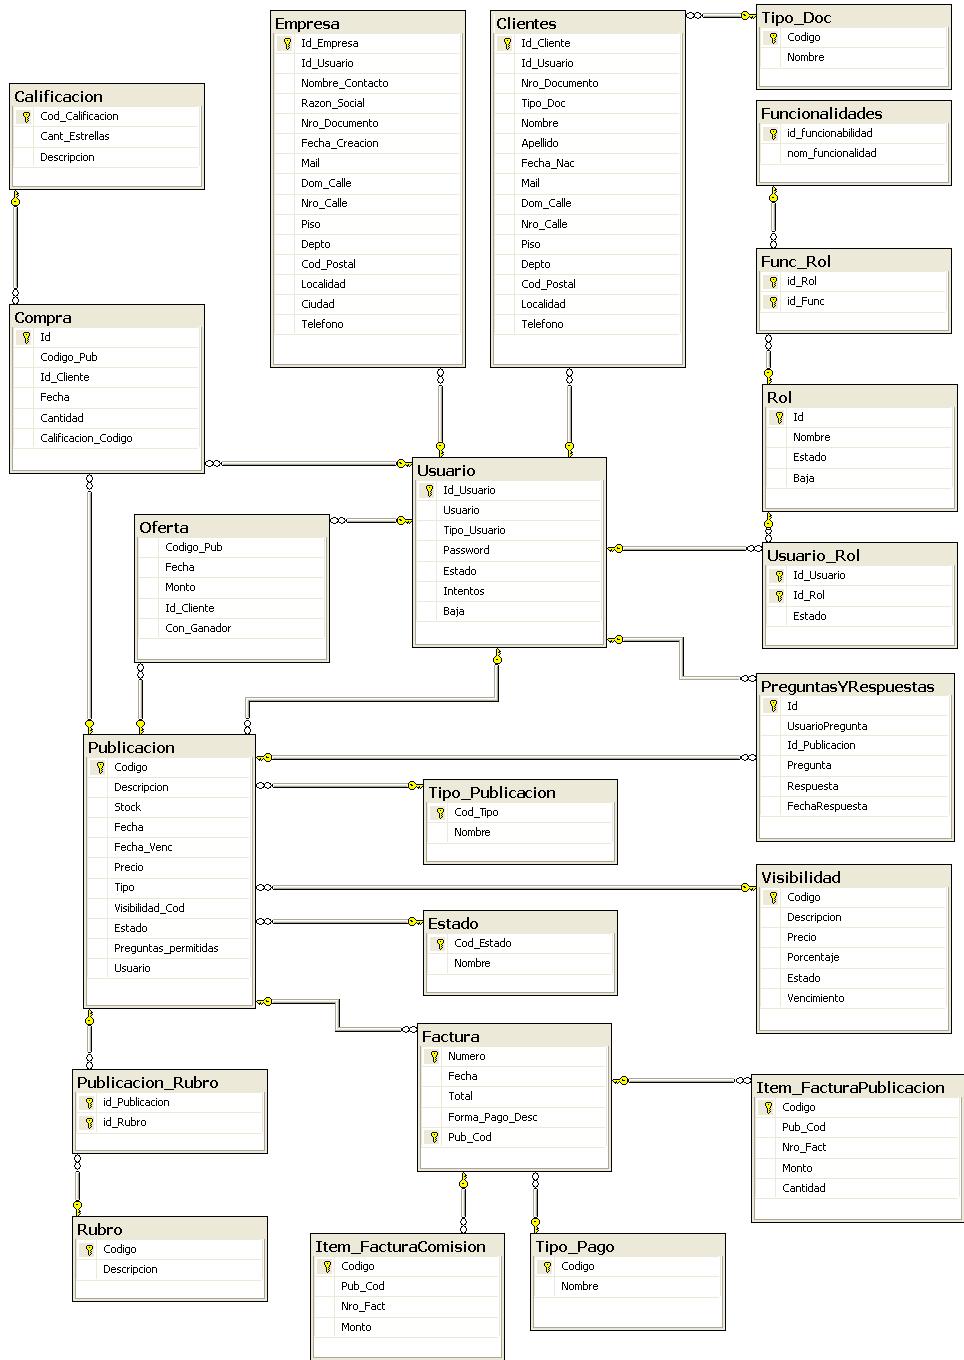 Empresa
Id_Empresa
Id_Usuario
Nombre_Contacto
Razon_Social
Nro_Documento
Fecha_Creacion
Mail
Dom_Calle
Nro_Calle
Piso
Depto
Cod_Postal
Localidad
Ciudad
Telefono
Clientes
Id_Cliente
Id_Usuario
Nro_Documento
Tipo_Doc
Nombre
Apellido
Fecha_Nac
Mail
Dom_Calle
Nro_Calle
Piso
Depto
Cod_Postal
Localidad
Telefono
Tipo_Doc
Codigo
Nombre
Calificacion
Cod_Calificacion
Cant_Estrellas
Descripcion
Funcionalidades
id_funcionabilidad
nom_funcionalidad
Func_Rol
id_Rol
id_Func
Compra
Id
Codigo_Pub
Id_Cliente
Fecha
Cantidad
Calificacion_Codigo
Rol
Id
Nombre
Estado
Baja
Usuario
Id_Usuario
Usuario
Tipo_Usuario
Password
Estado
Intentos
Baja
Oferta
Codigo_Pub
Fecha
Monto
Id_Cliente
Con_Ganador
Usuario_Rol
Id_Usuario
Id_Rol
Estado
PreguntasYRespuestas
Id
UsuarioPregunta
Id_Publicacion
Pregunta
Respuesta
FechaRespuesta
Publicacion
Codigo
Descripcion
Stock
Fecha
Fecha_Venc
Precio
Tipo
Visibilidad_Cod
Estado
Preguntas_permitidas
Usuario
Tipo_Publicacion
Cod_Tipo
Nombre
Visibilidad
Codigo
Descripcion
Precio
Porcentaje
Estado
Vencimiento
Estado
Cod_Estado
Nombre
Factura
Numero
Fecha
Total
Forma_Pago_Desc
Pub_Cod
Publicacion_Rubro
id_Publicacion
id_Rubro
Item_FacturaPublicacion
Codigo
Pub_Cod
Nro_Fact
Monto
Cantidad
Rubro
Codigo
Descripcion
Item_FacturaComision
Codigo
Pub_Cod
Nro_Fact
Monto
Tipo_Pago
Codigo
Nombre